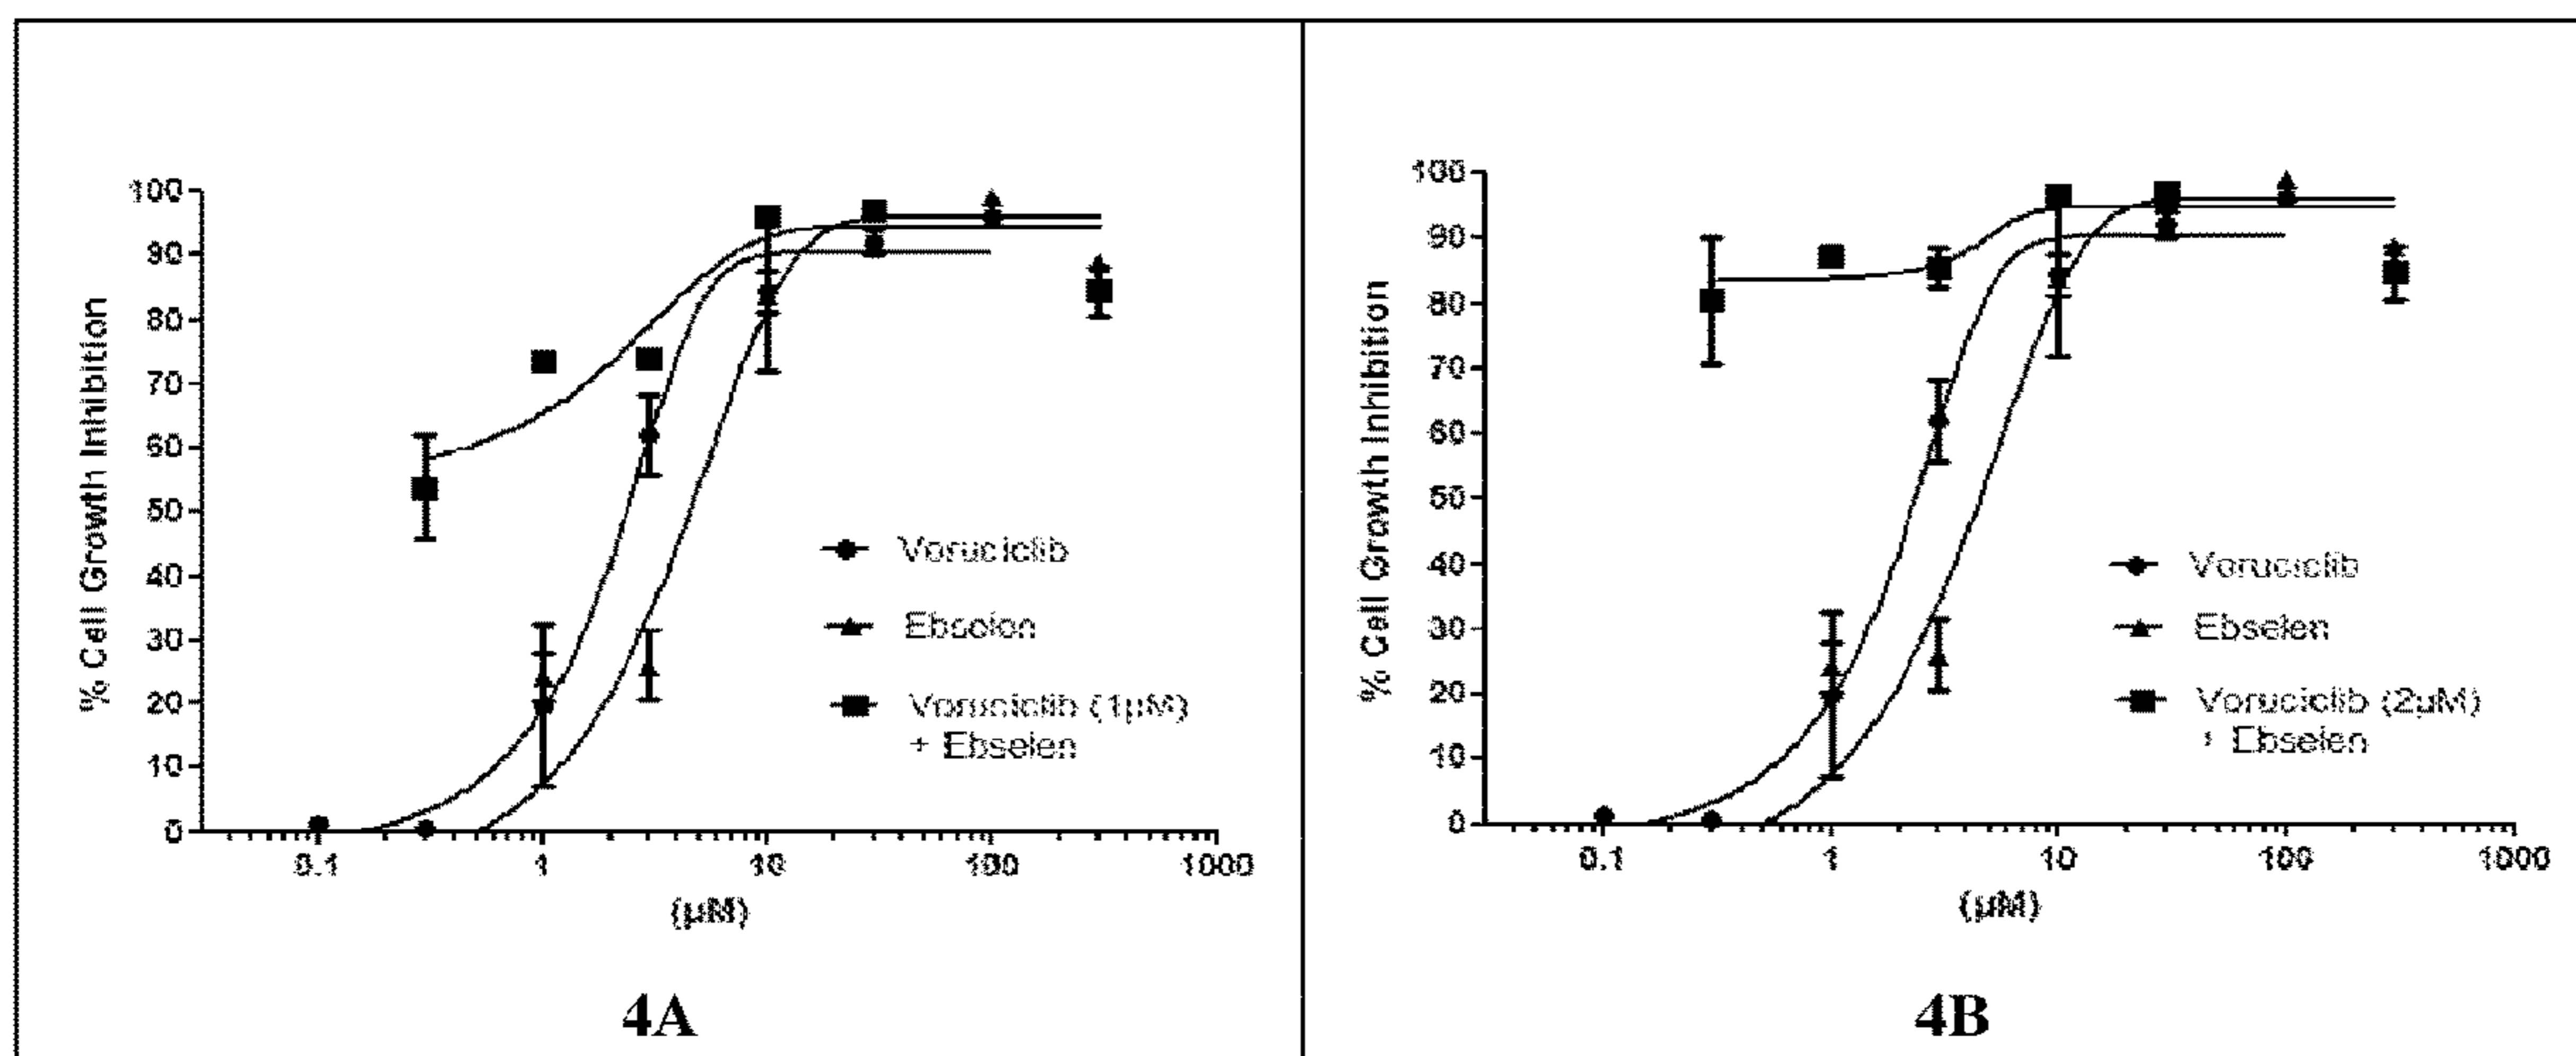 100
90
80
70
60
50
40
30
20
10
0
% Cell Growth Inhibition
Voruciclib
Ebselen
Voruciclib (1µM)
+ Ebselen
0.1
1
10
100
1000
(µM)
4A
100
90
80
70
60
50
40
30
20
10
0
% Cell Growth Inhibition
Voruciclib
Ebselen
Voruciclib (2µM)
+ Ebselen
0.1
1
10
100
1000
(µM)
4B